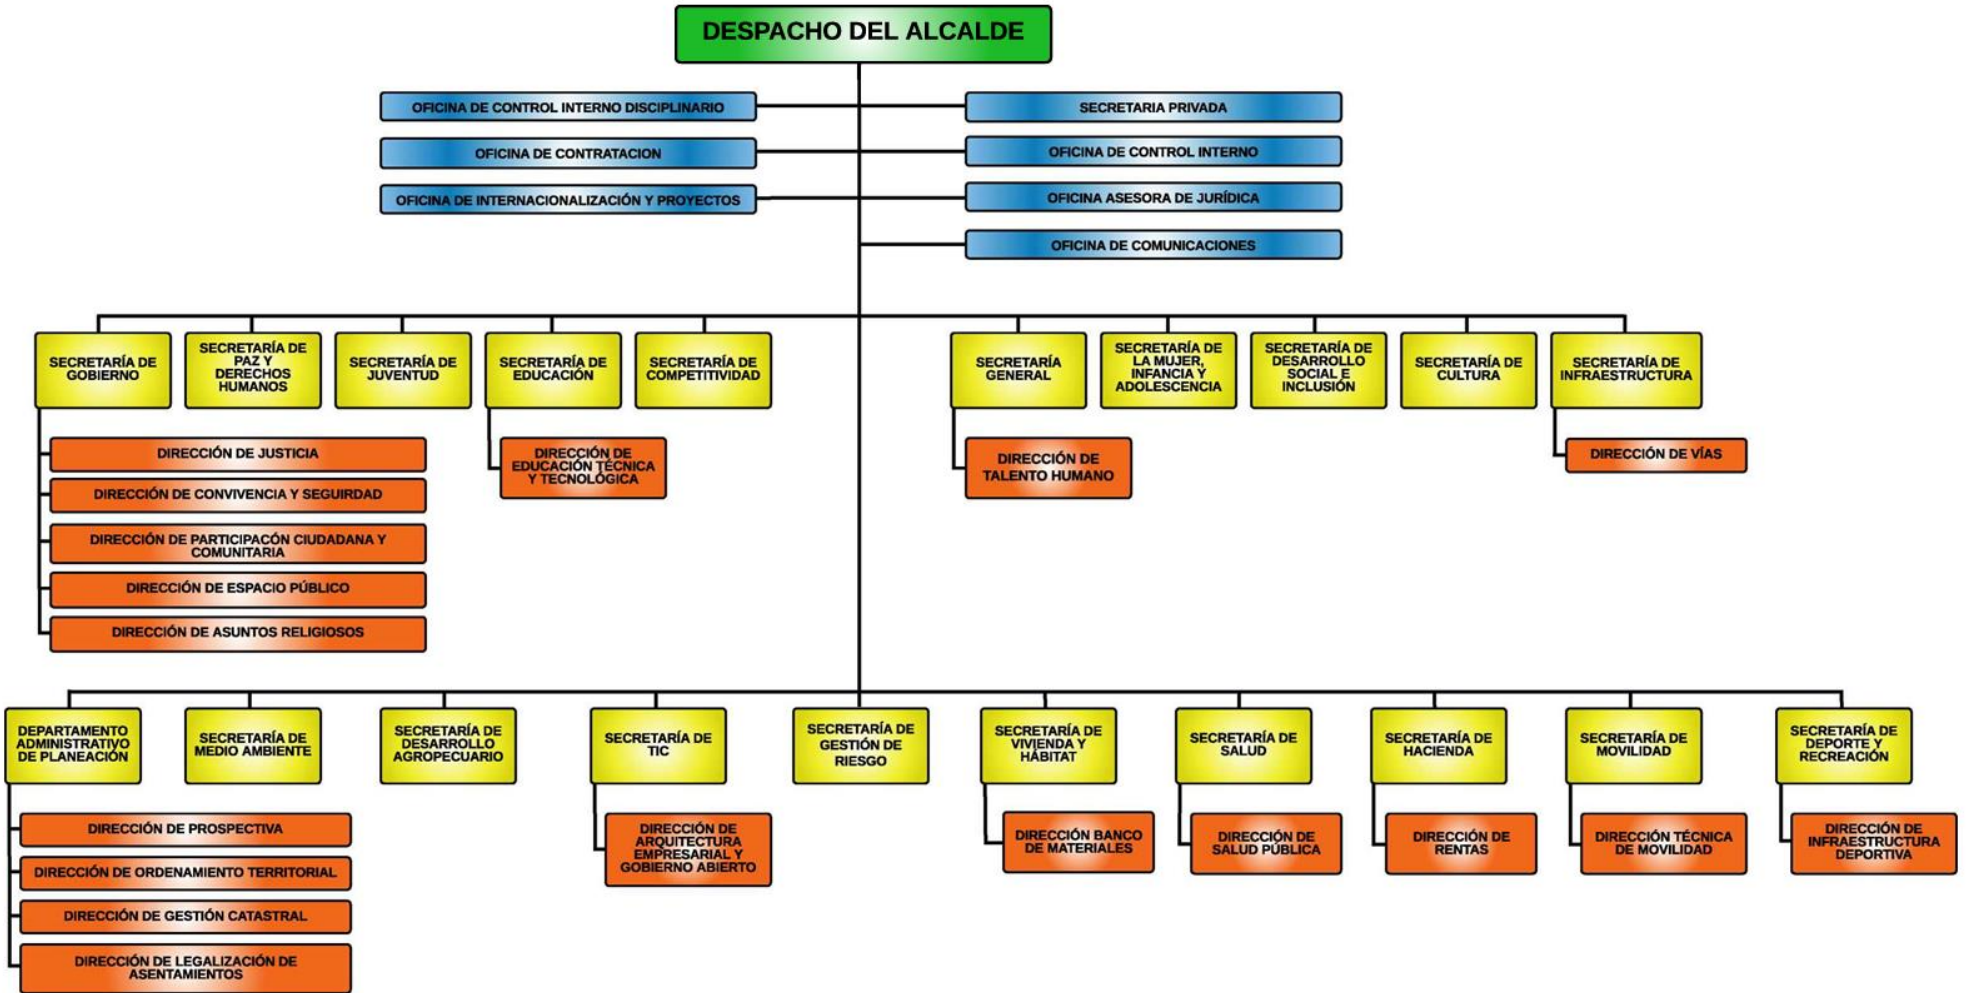 DESPACHO DEL ALCALDE
OFICINA DE CONTROL INTERNO DISCIPLINARIO
SECRETARIA PRIVADA
OFICINA DE CONTRATACION
OFICINA DE CONTROL INTERNO
OFICINA DE INTERNACIONALIZACIÓN Y PROYECTOS
OFICINA ASESORA DE JURÍDICA
OFICINA DE COMUNICACIONES
SECRETARÍA DE
GOBIERNO
SECRETARÍA DE
PAZ Y
DERECHOS
HUMANOS
SECRETARÍA DE
JUVENTUD
SECRETARÍA DE
EDUCACIÓN
SECRETARÍA DE
COMPETITIVIDAD
SECRETARÍA
GENERAL
SECRETARÍA DE
LA MUJER,
INFANCIA Y
ADOLESCENCIA
SECRETARÍA DE
DESARROLLO
SOCIAL E
INCLUSIÓN
SECRETARÍA DE
CULTURA
SECRETARÍA DE
INFRAESTRUCTURA
DIRECCIÓN DE JUSTICIA
DIRECCIÓN DE CONVIVENCIA Y SEGUIRDAD
DIRECCIÓN DE PARTICIPACÓN CIUDADANA Y
COMUNITARIA
DIRECCIÓN DE ESPACIO PÚBLICO
DIRECCIÓN DE ASUNTOS RELIGIOSOS
DIRECCIÓN DE
EDUCACIÓN TÉCNICA
Y TECNOLÓGICA
DIRECCIÓN DE
TALENTO HUMANO
DIRECCIÓN DE VÍAS
DEPARTAMENTO
ADMINISTRATIVO
DE PLANEACIÓN
SECRETARÍA DE
MEDIO AMBIENTE
SECRETARÍA DE
DESARROLLO
AGROPECUARIO
SECRETARÍA DE
TIC
SECRETARÍA DE
GESTIÓN DE
RIESGO
SECRETARÍA DE
VIVIENDA Y
HÁBITAT
SECRETARÍA DE
SALUD
SECRETARÍA DE
HACIENDA
SECRETARÍA DE
MOVILIDAD
SECRETARÍA DE
DEPORTE Y
RECREACIÓN
DIRECCIÓN DE PROSPECTIVA
DIRECCIÓN DE ORDENAMIENTO TERRITORIAL
DIRECCIÓN DE GESTIÓN CATASTRAL
DIRECCIÓN DE LEGALIZACIÓN DE
ASENTAMIENTOS
DIRECCIÓN DE
ARQUITECTURA
EMPRESARIAL Y
GOBIERNO ABIERTO
DIRECCIÓN BANCO
DE MATERIALES
DIRECCIÓN DE
SALUD PÚBLICA
DIRECCIÓN DE
RENTAS
DIRECCIÓN TÉCNICA
DE MOVILIDAD
DIRECCIÓN DE
INFRAESTRUCTURA
DEPORTIVA